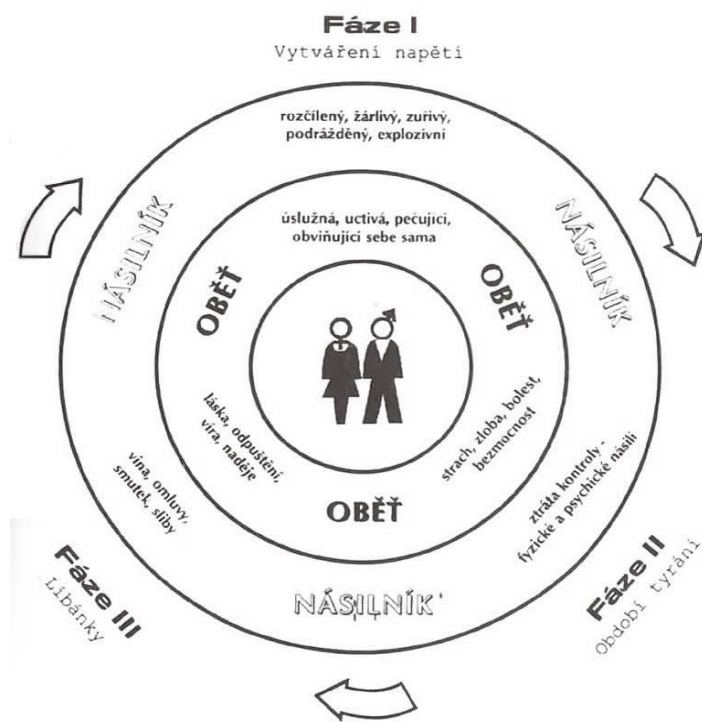 Fáze I
Vytváření napětí
rozčílený, žárlivý, zuřivý,
podrážděný, explozívní
NÁSILNÍK
NÁSILNÍK
úslužná, uctivá, pečující,
obviňující sebe sama
OBĚŤ
OBĚŤ
láska, odpuštění,
víra, naděje
strach, zloba, bolest,
bezmocnost
vina, omluvy,
smutek, sliby
ztráta kontroly -
fyzické a psychické násilí
OBĚŤ
NÁSILNÍK
Fáze III
Líbánky
Fáze II
Období týrání